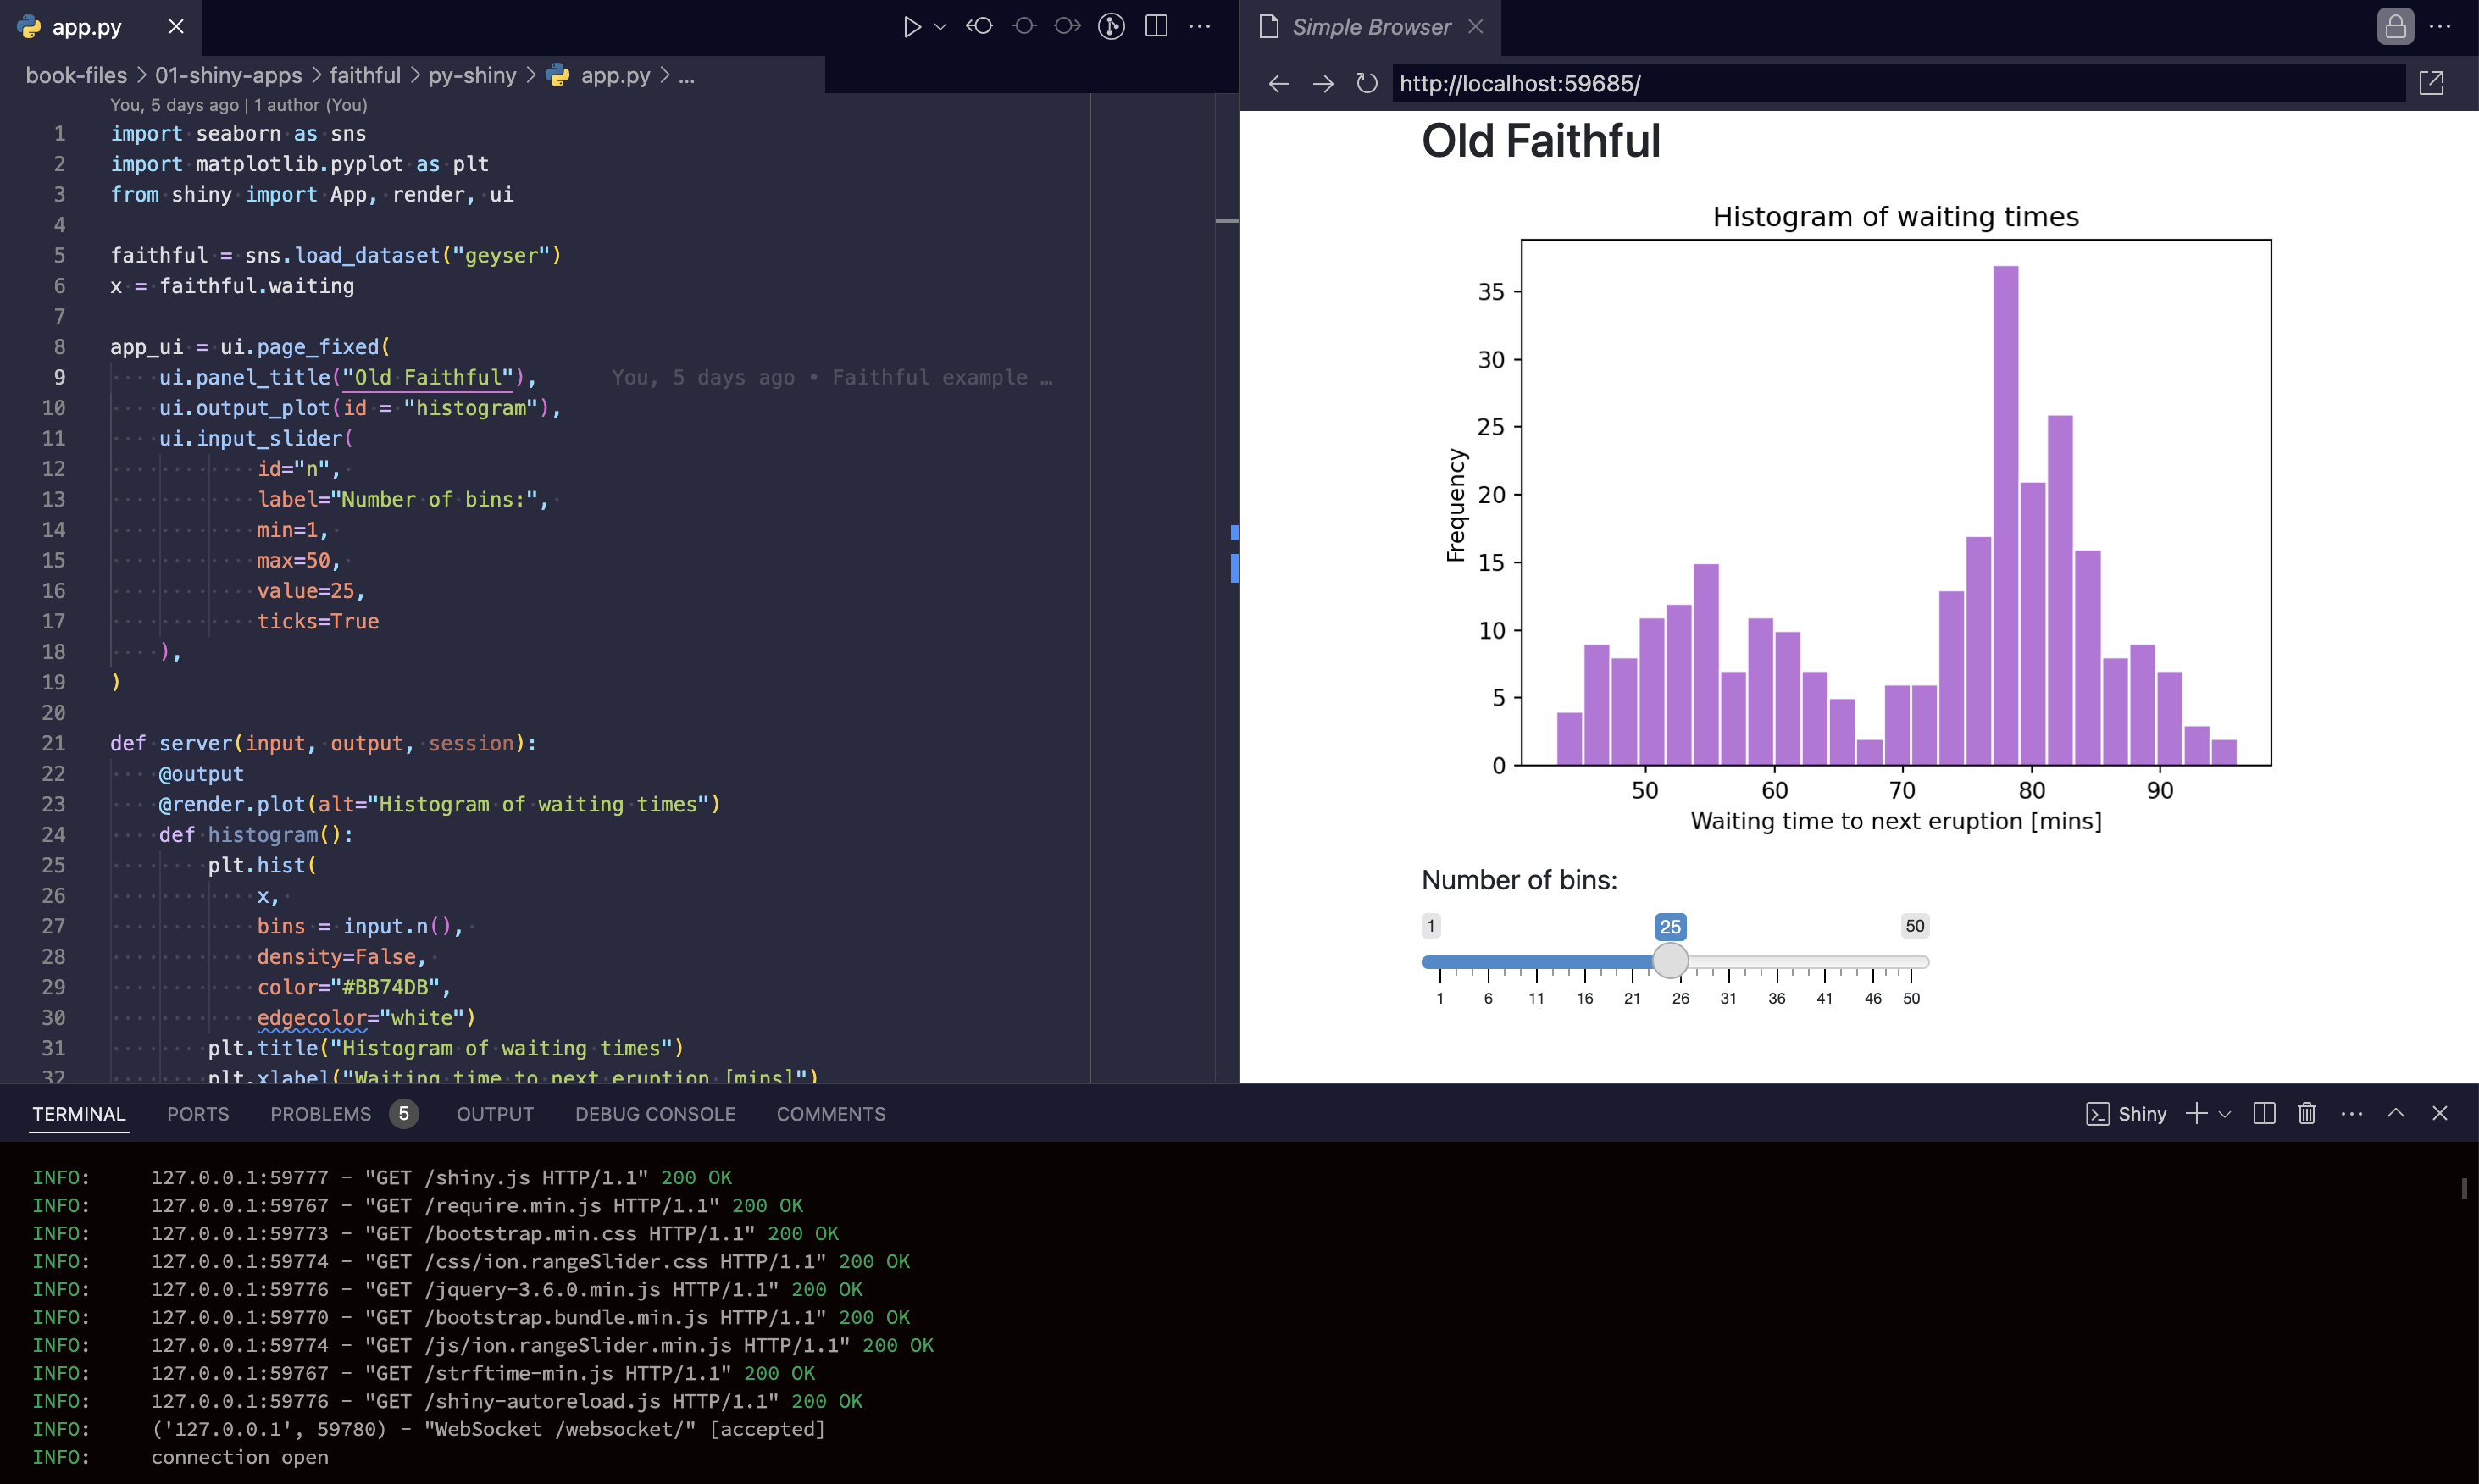 app.py
book-files > 01-shiny-apps > faithful > py-shiny > app.py > ...
You, 5 days ago | 1 author (You)
1 import seaborn as sns
2 import matplotlib.pyplot as plt
3 from shiny import App, render, ui
4
5 faithful = sns.load_dataset("geyser")
6 x = faithful.waiting
7
8 app_ui = ui.page_fixed(
9     ui.panel_title("Old Faithful"), You, 5 days ago • Faithful example …
10     ui.output_plot(id = "histogram"),
11     ui.input_slider(
12             id="n",
13             label="Number of bins:",
14             min=1,
15             max=50,
16             value=25,
17             ticks=True
18     ),
19 )
20
21 def server(input, output, session):
22     @output
23     @render.plot(alt="Histogram of waiting times")
24     def histogram():
25         plt.hist(
26             x,
27             bins = input.n(),
28             density=False,
29             color="#BB74DB",
30             edgecolor="white")
31         plt.title("Histogram of waiting times")
32         plt.xlabel("Waiting time to next eruption [mins]")
Simple Browser
http://localhost:59685/
Old Faithful
Histogram of waiting times
35
30
25
20
15
10
5
0
Frequency
50 60 70 80 90
Waiting time to next eruption [mins]
Number of bins:
1 25 50
1 6 11 16 21 26 31 36 41 46 50
TERMINAL PORTS PROBLEMS 5 OUTPUT DEBUG CONSOLE COMMENTS Shiny
INFO: 127.0.0.1:59777 - "GET /shiny.js HTTP/1.1" 200 OK
INFO: 127.0.0.1:59767 - "GET /require.min.js HTTP/1.1" 200 OK
INFO: 127.0.0.1:59773 - "GET /bootstrap.min.css HTTP/1.1" 200 OK
INFO: 127.0.0.1:59774 - "GET /css/ion.rangeSlider.css HTTP/1.1" 200 OK
INFO: 127.0.0.1:59776 - "GET /jquery-3.6.0.min.js HTTP/1.1" 200 OK
INFO: 127.0.0.1:59770 - "GET /bootstrap.bundle.min.js HTTP/1.1" 200 OK
INFO: 127.0.0.1:59774 - "GET /js/ion.rangeSlider.min.js HTTP/1.1" 200 OK
INFO: 127.0.0.1:59767 - "GET /strftime-min.js HTTP/1.1" 200 OK
INFO: 127.0.0.1:59776 - "GET /shiny-autoreload.js HTTP/1.1" 200 OK
INFO: ('127.0.0.1', 59780) - "WebSocket /websocket/" [accepted]
INFO: connection open